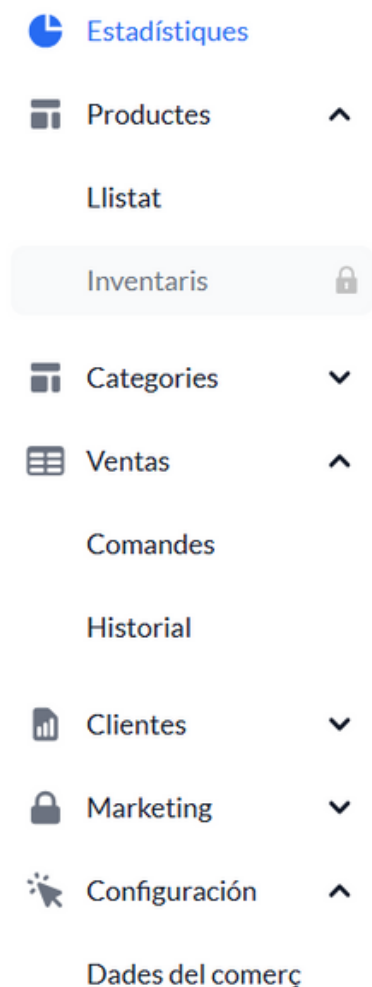 Estadístiques
Productes
Llistat
Inventaris
Categories
Ventas
Comandes
Historial
Clientes
Marketing
Configuración
Dades del comerç